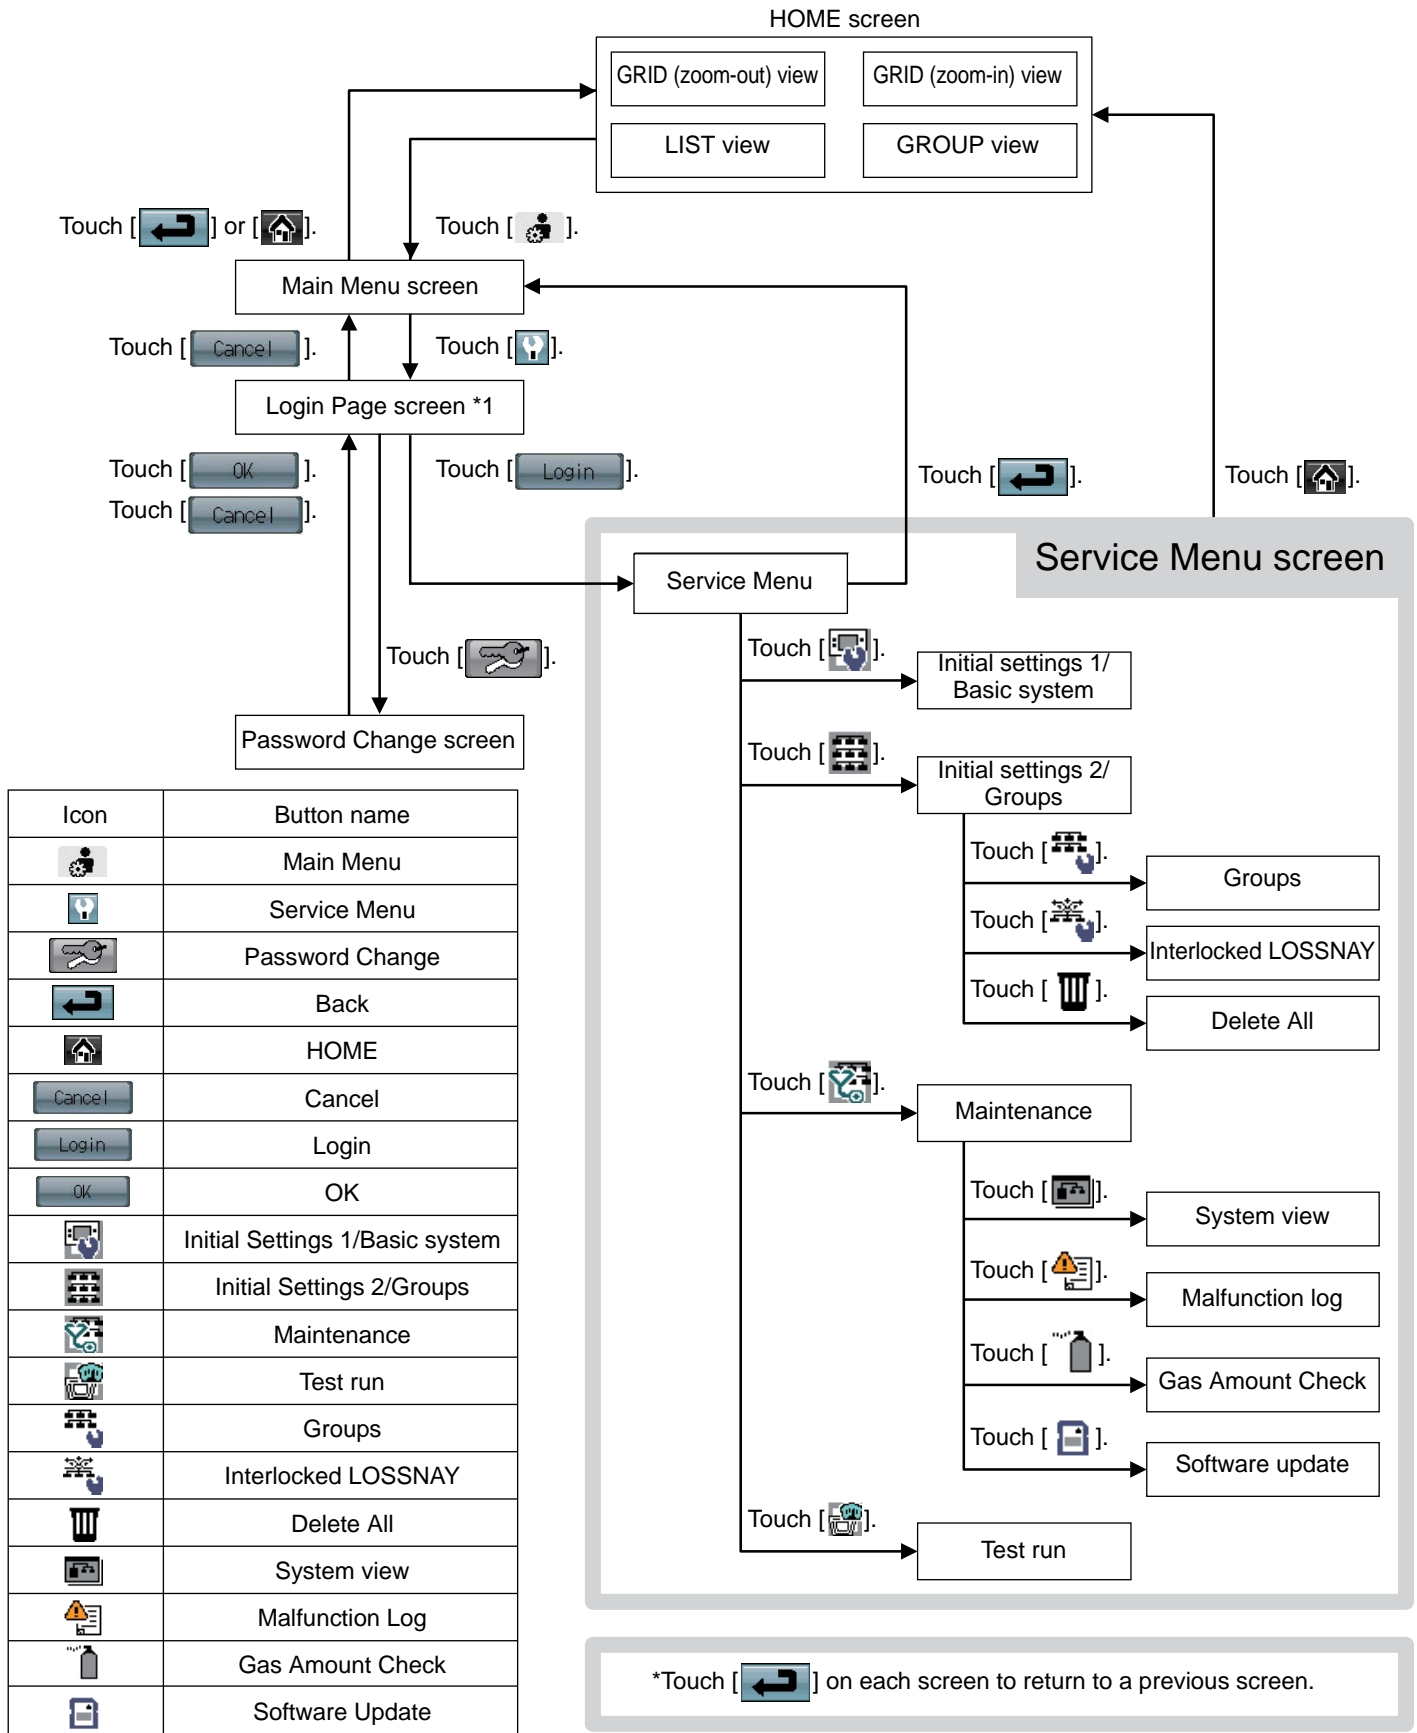 HOME screen
GRID (zoom-out) view
GRID (zoom-in) view
LIST view
GROUP view
Touch [ ] or [ ].
Touch [ ].
Main Menu screen
Touch [ Cancel ].
Touch [ ].
Login Page screen *1
Touch [ OK ].
Touch [ Cancel ].
Touch [ Login ].
Touch [ ].
Touch [ ].
Service Menu screen
Service Menu
Touch [ ].
Password Change screen
Touch [ ].
Initial settings 1/
Basic system
Touch [ ].
Initial settings 2/
Groups
Touch [ ].
Groups
Touch [ ].
Interlocked LOSSNAY
Touch [ ].
Delete All
Touch [ ].
Maintenance
Touch [ ].
System view
Touch [ ].
Malfunction log
Touch [ ].
Gas Amount Check
Touch [ ].
Software update
Touch [ ].
Test run
*Touch [ ] on each screen to return to a previous screen.
Icon Button name
Main Menu
Service Menu
Password Change
Back
HOME
Cancel Cancel
Login Login
OK OK
Initial Settings 1/Basic system
Initial Settings 2/Groups
Maintenance
Test run
Groups
Interlocked LOSSNAY
Delete All
System view
Malfunction Log
Gas Amount Check
Software Update